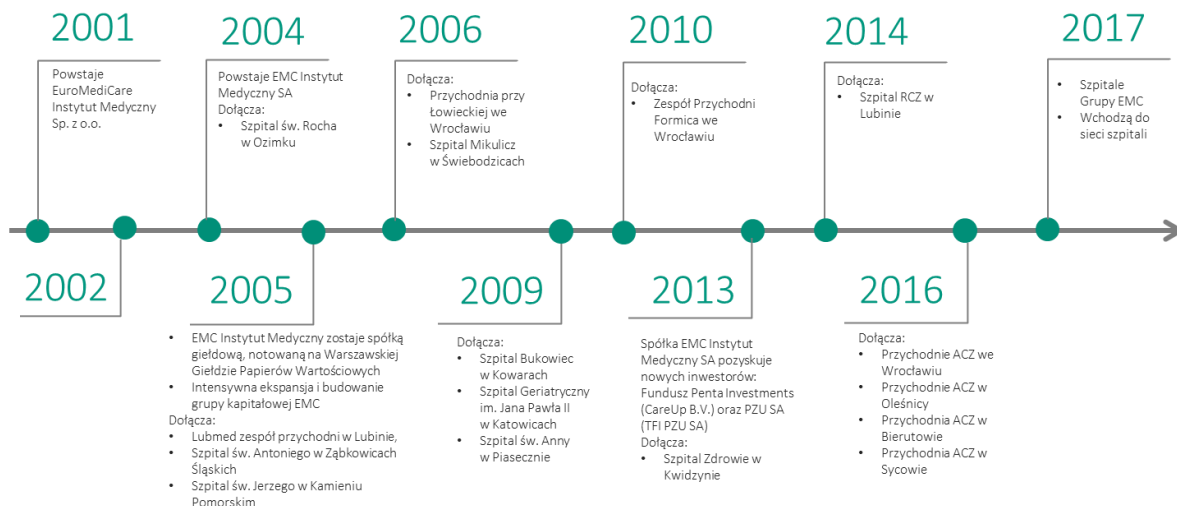 2001
Powstaje
EuroMediCare
Instytut Medyczny
Sp. z o.o.
2002
2004
Powstaje EMC Instytut
Medyczny SA
Dołącza:
• Szpital św. Rocha
w Ozimku
2005
• EMC Instytut Medyczny zostaje spółką
giełdową, notowaną na Warszawskiej
Giełdzie Papierów Wartościowych
• Intensywna ekspansja i budowanie
grupy kapitałowej EMC
Dołącza:
• Lubmed zespół przychodni w Lubinie,
• Szpital św. Antoniego w Ząbkowicach
Śląskich
• Szpital św. Jerzego w Kamieniu
Pomorskim
2006
Dołącza:
• Przychodnia przy
Łowieckiej we
Wrocławiu
• Szpital Mikulicz
w Świebodzicach
2009
Dołącza:
• Szpital Bukowiec
w Kowarach
• Szpital Geriatryczny
im. Jana Pawła II
w Katowicach
• Szpital św. Anny
w Piasecznie
2010
Dołącza:
• Zespół Przychodni
Formica we
Wrocławiu
2013
Spółka EMC Instytut
Medyczny SA pozyskuje
nowych inwestorów:
Fundusz Penta Investments
(CareUp B.V.) oraz PZU SA
(TFI PZU SA)
Dołącza:
• Szpital Zdrowie w
Kwidzynie
2014
Dołącza:
• Szpital RCZ w
Lubinie
2016
Dołącza:
• Przychodnie ACZ we
Wrocławiu
• Przychodnie ACZ w
Oleśnicy
• Przychodnia ACZ w
Bierutowie
• Przychodnia ACZ w
Sycowie
2017
• Szpitale
Grupy EMC
• Wchodzą do
sieci szpitali